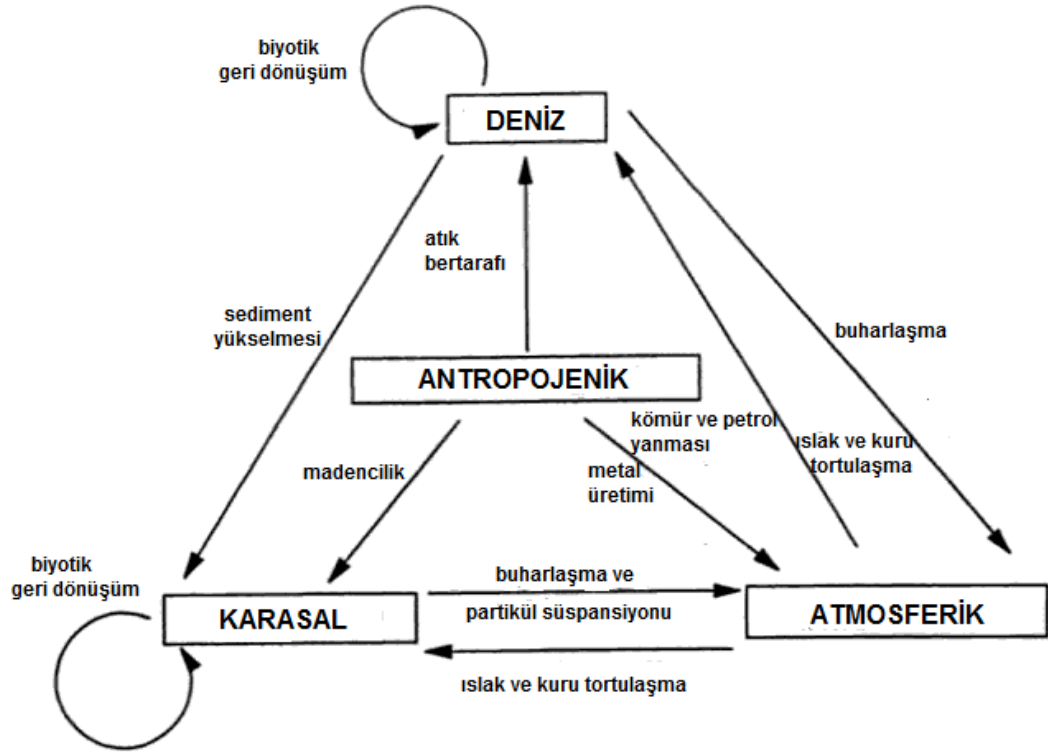 biyotik
geri dönüşüm
DENİZ
atık
bertarafı
sediment
yükselmesi
buharlaşma
ANTROPOJENİK
kömür ve petrol
yanması
ıslak ve kuru
tortulaşma
madencilik
metal
üretimi
biyotik
geri dönüşüm
buharlaşma ve
partikül süspansiyonu
KARASAL
ATMOSFERİK
ıslak ve kuru tortulaşma